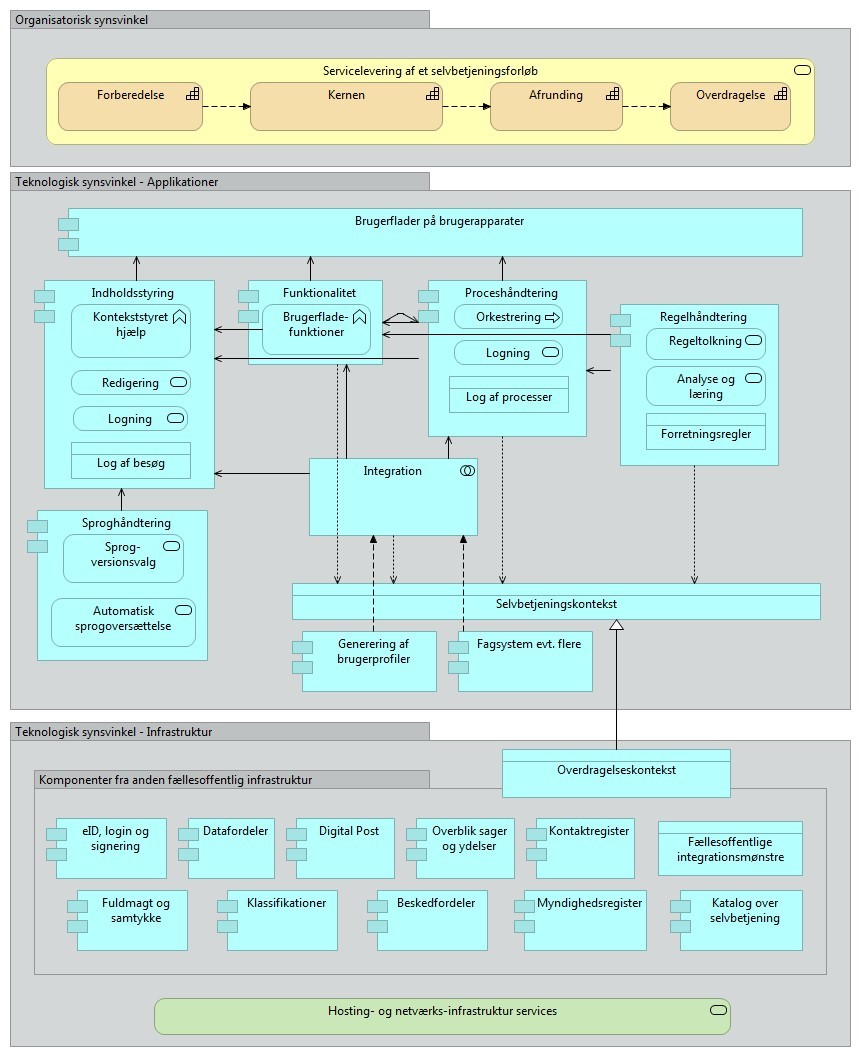 Organisatorisk synsvinkel
Servicelevering af et selvbetjeningsforløb
Forberedelse
Kernen
Afrunding
Overdragelse
Teknologisk synsvinkel - Applikationer
Brugerflader på brugerapparater
Indholdsstyring
Kontekststyret
hjælp
Redigering
Logning
Log af besøg
Funktionalitet
Brugerflade-
funktioner
Proceshåndtering
Orkestrering
Logning
Log af processer
Regelhåndtering
Regeltolkning
Analyse og
læring
Forretningsregler
Integration
Sproghåndtering
Sprog-
versionsvalg
Automatisk
sprogoversættelse
Selvbetjeningskontekst
Generering af
brugerprofiler
Fagsystem evt. flere
Teknologisk synsvinkel - Infrastruktur
Overdragelseskontekst
Komponenter fra anden fællesoffentlig infrastruktur
eID, login og
signering
Datafordeler
Digital Post
Overblik sager
og ydelser
Kontaktregister
Fællesoffentlige
integrationsmønstre
Fuldmagt og
samtykke
Klassifikationer
Beskedfordeler
Myndighedsregister
Katalog over
selvbetjening
Hosting- og netværks-infrastruktur services